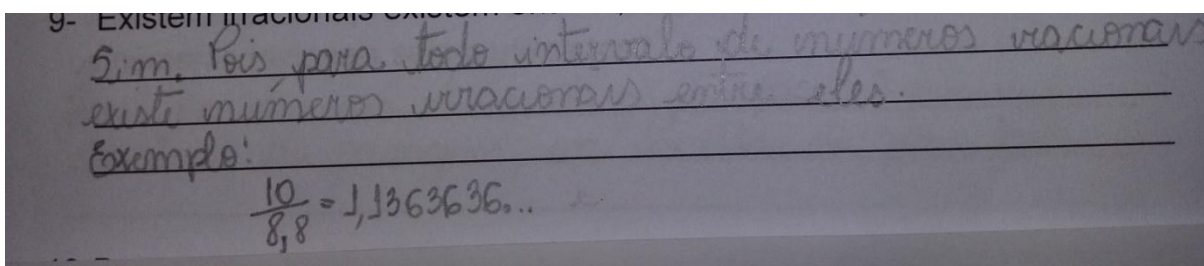 9- Existem irracionais
Sim. Pois para todo intervalo de números racionais
existe números irracionais entre eles.
Exemplo:
10/8,8 = 1,1363636...